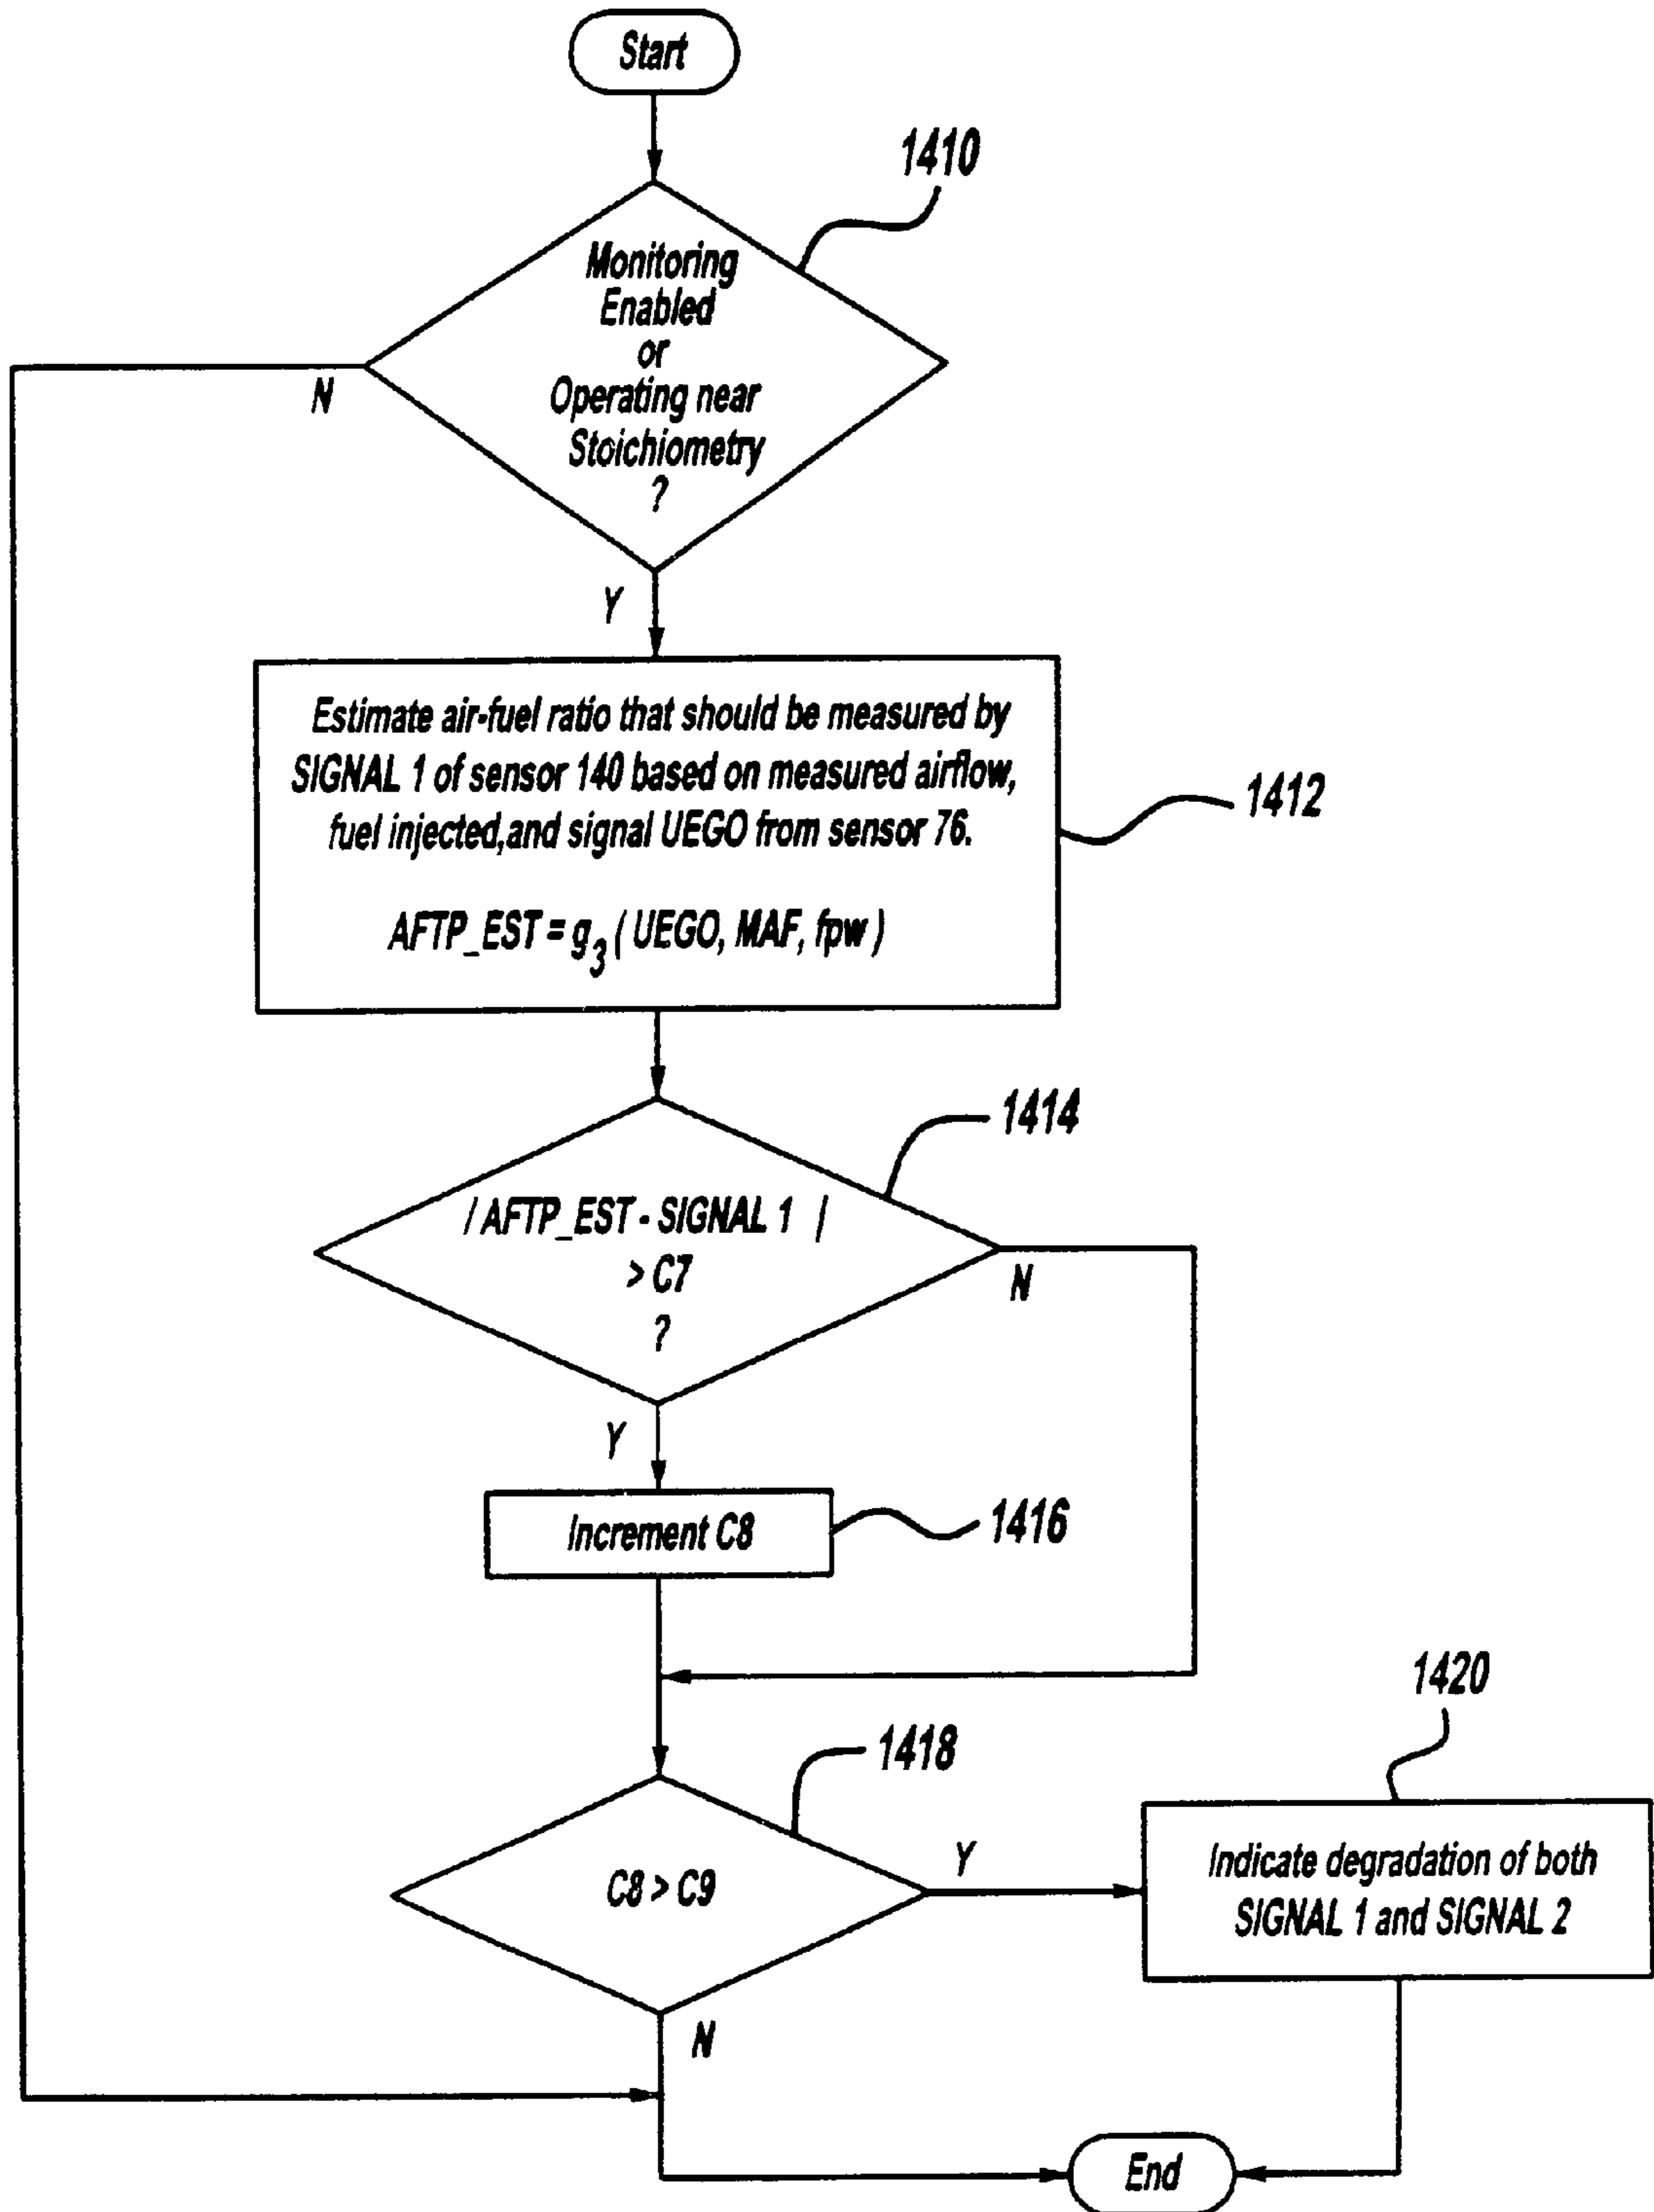 Start
1410
Monitoring
Enabled
or
Operating near
Stoichiometry
?
N
Y
Estimate air-fuel ratio that should be measured by
SIGNAL 1 of sensor 140 based on measured airflow,
fuel injected,and signal UEGO from sensor 76.
AFTP_EST = g3 ( UEGO, MAF, fpw )
1412
1414
/ AFTP_EST - SIGNAL 1 |
> C7
?
N
Y
Increment C8
1416
1420
1418
C8 > C9
Y
Indicate degradation of both
SIGNAL 1 and SIGNAL 2
N
End